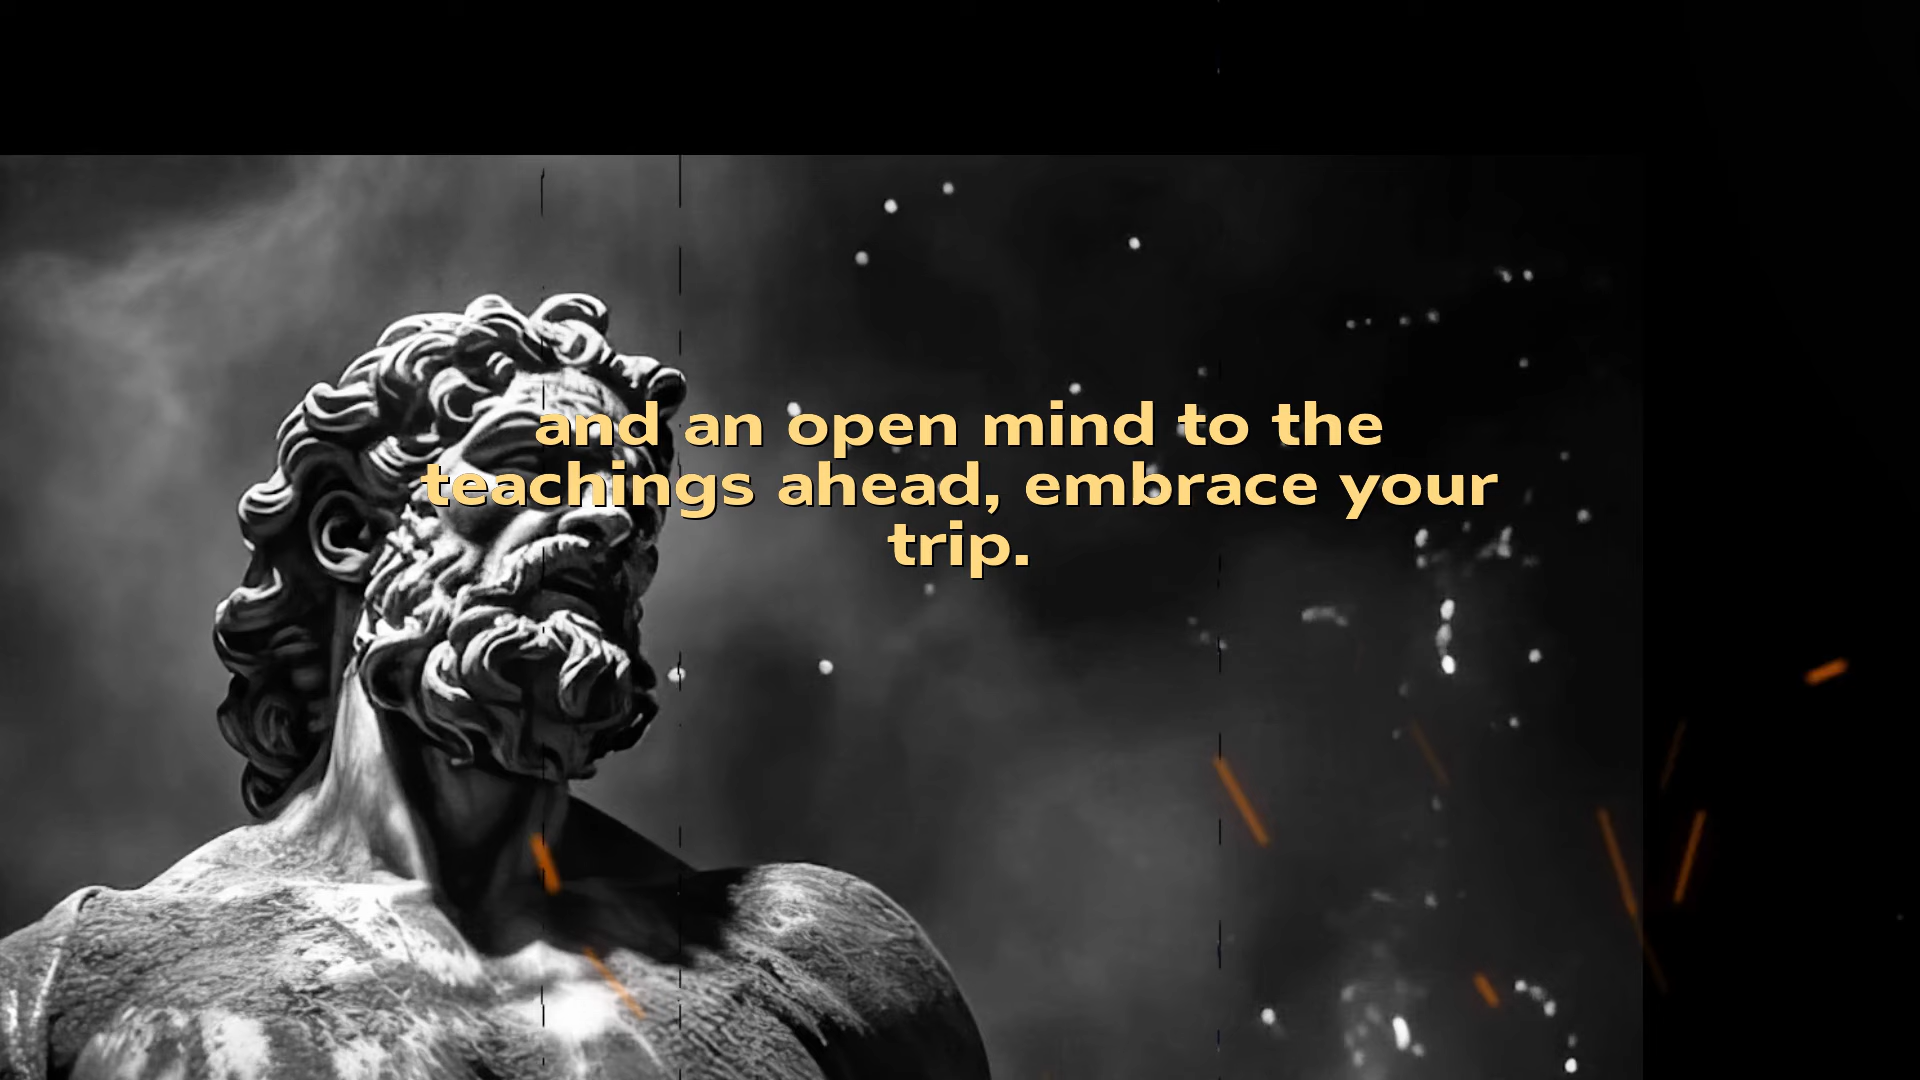 and an open mind to the
teachings ahead, embrace your
trip.